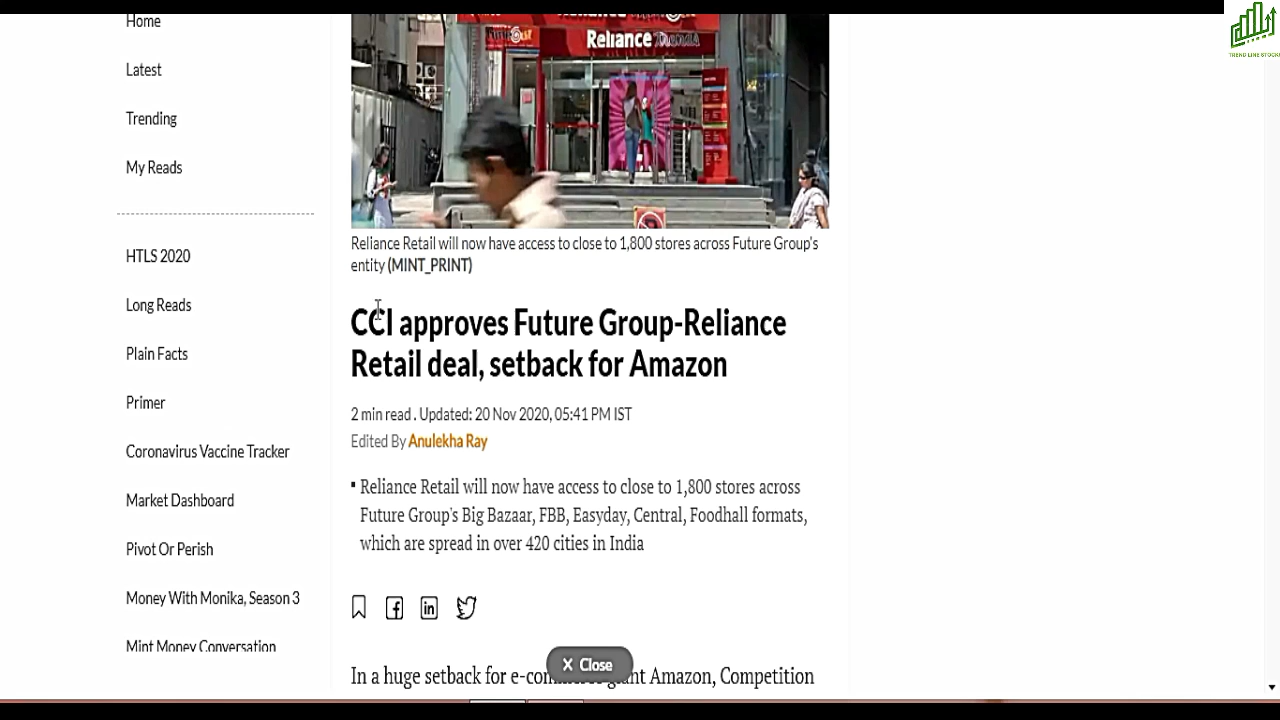 Home
Latest
Trending
My Reads
HTLS 2020
Long Reads
Plain Facts
Primer
Coronavirus Vaccine Tracker
Market Dashboard
Pivot Or Perish
Money With Monika, Season 3
Mint Money Conversation
Reliance
Reliance Retail will now have access to close to 1,800 stores across Future Group's
entity (MINT_PRINT)
CCI approves Future Group-Reliance
Retail deal, setback for Amazon
2 min read . Updated: 20 Nov 2020, 05:41 PM IST
Edited By Anulekha Ray
▪ Reliance Retail will now have access to close to 1,800 stores across
Future Group's Big Bazaar, FBB, Easyday, Central, Foodhall formats,
which are spread in over 420 cities in India
In a huge setback for Amazon, Competition
X Close
TREND LINE STOCKS